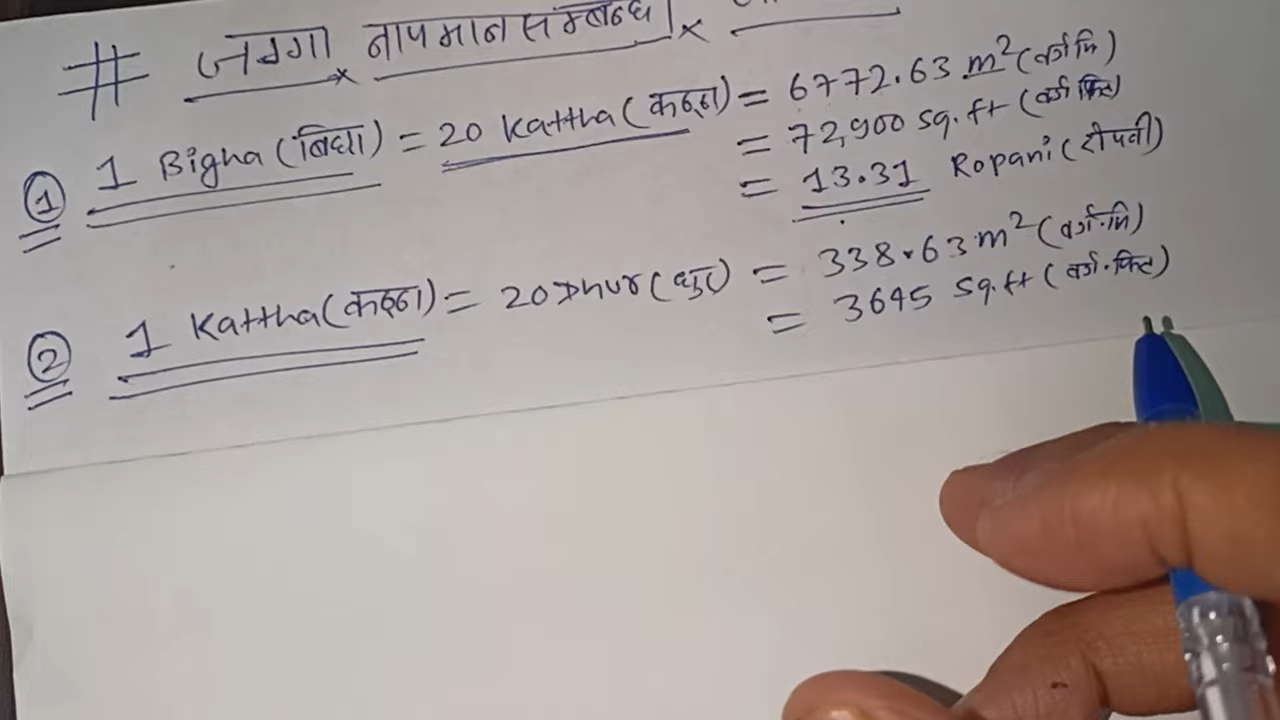 # जग्गा नापमान सम्बन्धि
① 1 Bigha (बिघा) = 20 Kattha (कठ्ठा) = 6772.63 m² (वर्ग मि)
= 72,900 sq.ft (वर्ग फिट)
= 13.31 Ropani (रोपनी)
② 1 Kattha (कठ्ठा) = 20 Dhur (धुर) = 338.63 m² (वर्ग.मि)
= 3645 sq.ft (वर्ग.फिट)